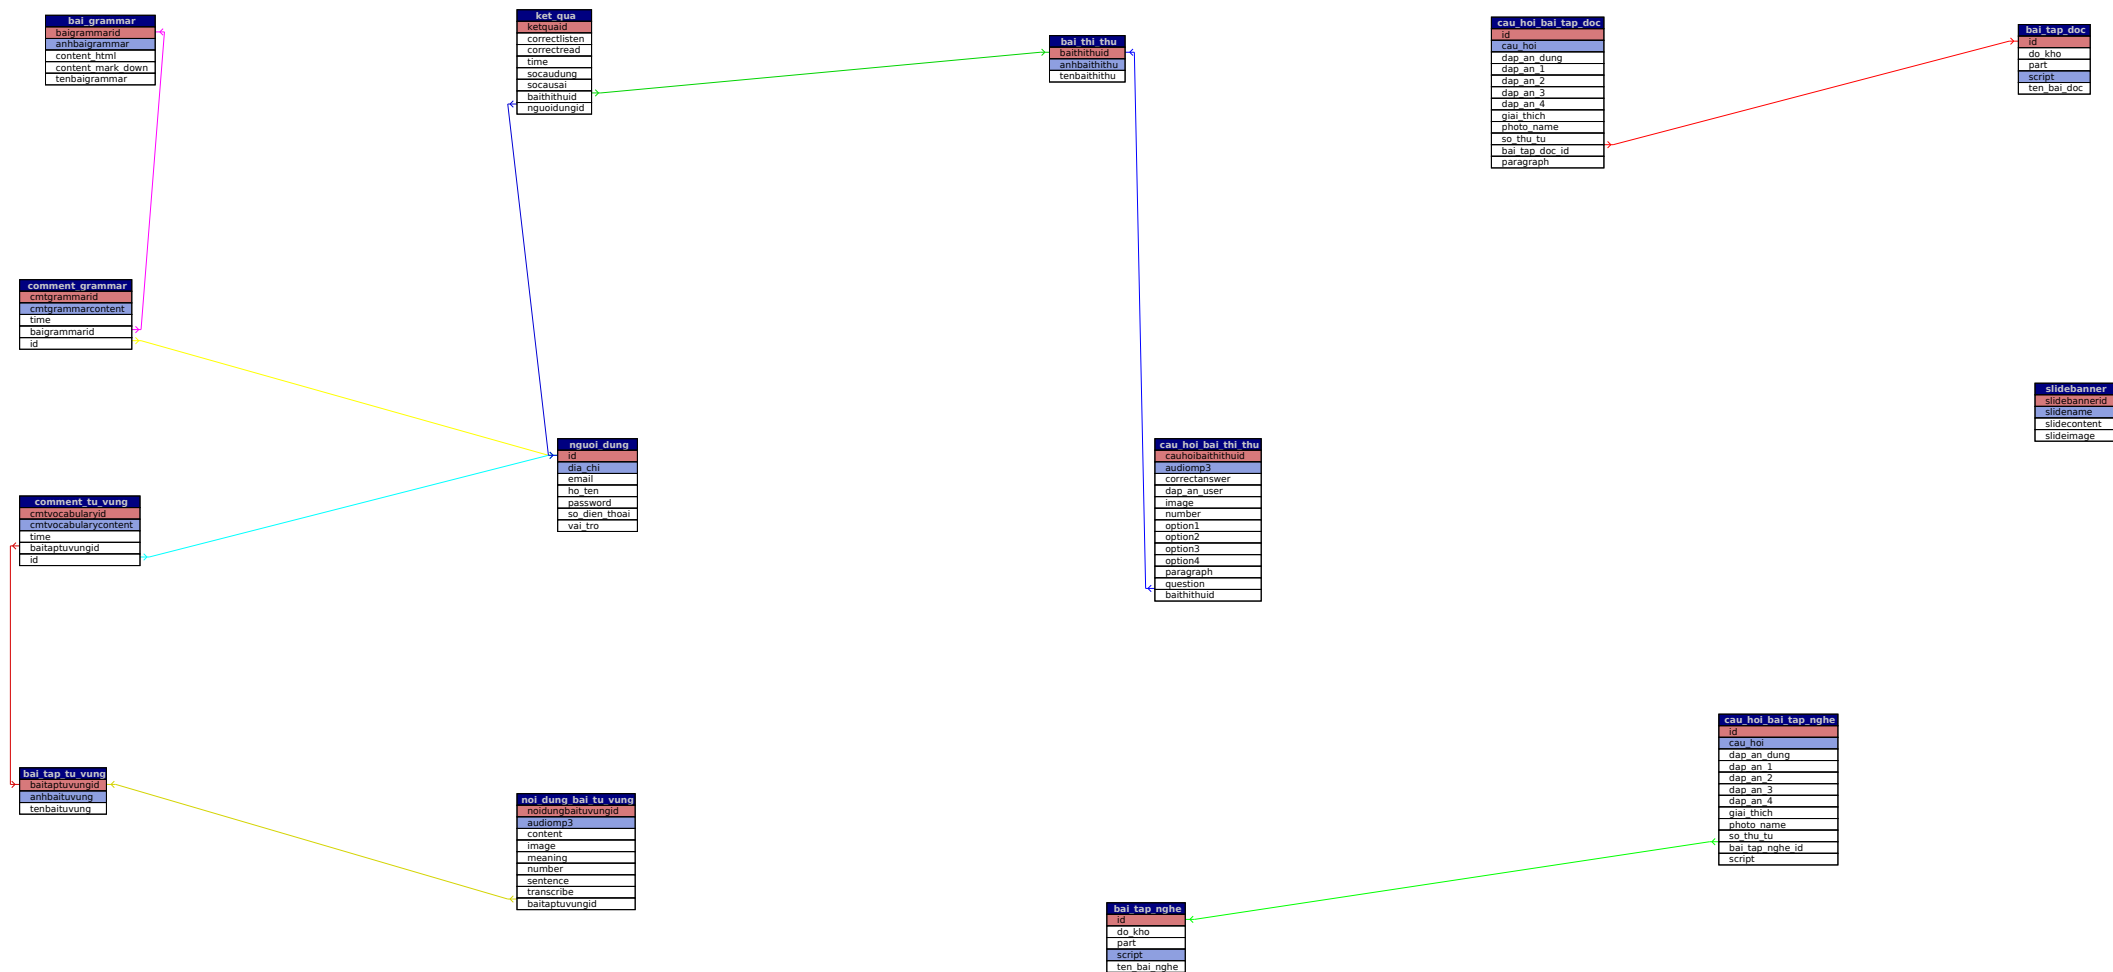 bai_grammar
baigrammarid
anhbaigrammar
content_html
content_mark_down
tenbaigrammar
ket_qua
ketquaid
correctlisten
correctread
time
socaudung
socausai
baithithuid
nguoidungid
bai_thi_thu
baithithuid
anhbaithithu
tenbaithithu
cau_hoi_bai_tap_doc
id
cau_hoi
dap_an_dung
dap_an_1
dap_an_2
dap_an_3
dap_an_4
giai_thich
photo_name
so_thu_tu
bai_tap_doc_id
paragraph
bai_tap_doc
id
do_kho
part
script
ten_bai_doc
comment_grammar
cmtgrammarid
cmtgrammarcontent
time
baigrammarid
id
slidebanner
slidebannerid
slidename
slidecontent
slideimage
nguoi_dung
id
dia_chi
email
ho_ten
password
so_dien_thoai
vai_tro
cau_hoi_bai_thi_thu
cauhoibaithithuid
audiomp3
correctanswer
dap_an_user
image
number
option1
option2
option3
option4
paragraph
question
baithithuid
comment_tu_vung
cmtvocabularyid
cmtvocabularycontent
time
baitaptuvungid
id
bai_tap_tu_vung
baitaptuvungid
anhbaituvung
tenbaituvung
noi_dung_bai_tu_vung
noidungbaituvungid
audiomp3
content
image
meaning
number
sentence
transcribe
baitaptuvungid
cau_hoi_bai_tap_nghe
id
cau_hoi
dap_an_dung
dap_an_1
dap_an_2
dap_an_3
dap_an_4
giai_thich
photo_name
so_thu_tu
bai_tap_nghe_id
script
bai_tap_nghe
id
do_kho
part
script
ten_bai_nghe